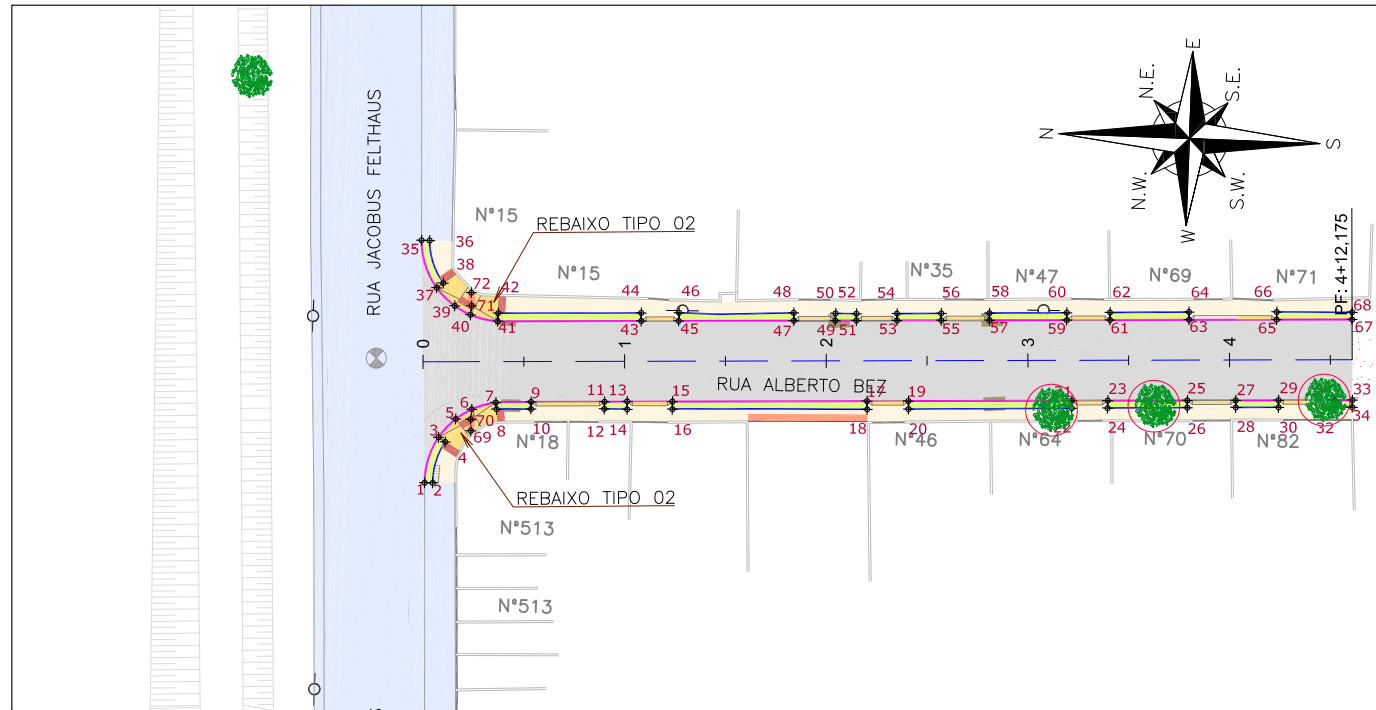 RUA JACOBUS FELTHAUS
N
N.E.
E
S.E.
S
S.W.
W
N.W.
N°15
REBAIXO TIPO 02
N°15
N°35
N°47
N°69
N°71
PF:4+12,175
35 36
38
37
39
40
72
71
42
41
44 46 48 50 52 54 56 58 60 62 64 66 68
43 45 47 49 51 53 55 57 59 61 63 65 67
0 1 2 3 4
RUA ALBERTO BEZ
7 9 11 13 15 17 19 21 23 25 27 29 33
8 10 12 14 16 18 20 22 24 26 28 30 32 34
6
5
70
69
3
4
1 2
N°18
N°46
N°64
N°70
N°82
REBAIXO TIPO 02
N°513
N°513